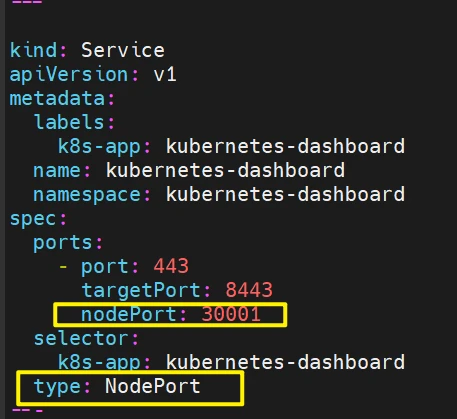 ---
kind: Service
apiVersion: v1
metadata:
  labels:
    k8s-app: kubernetes-dashboard
  name: kubernetes-dashboard
  namespace: kubernetes-dashboard
spec:
  ports:
    - port: 443
      targetPort: 8443
      nodePort: 30001
  selector:
    k8s-app: kubernetes-dashboard
  type: NodePort
---